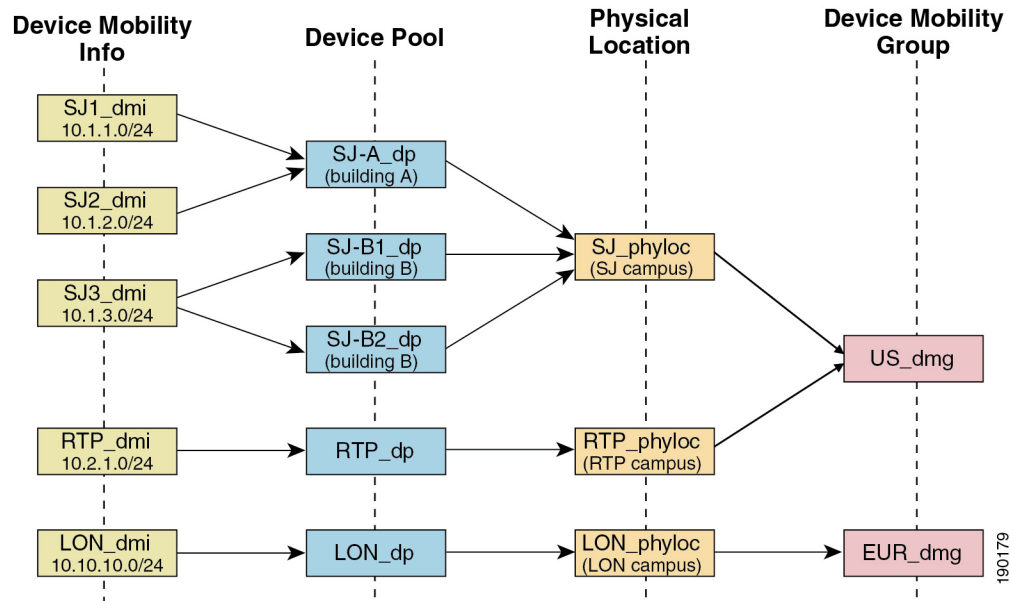 Device Mobility
Info
Device Pool
Physical
Location
Device Mobility
Group
SJ1_dmi
10.1.1.0/24
SJ2_dmi
10.1.2.0/24
SJ3_dmi
10.1.3.0/24
RTP_dmi
10.2.1.0/24
LON_dmi
10.10.10.0/24
SJ-A_dp
(building A)
SJ-B1_dp
(building B)
SJ-B2_dp
(building B)
RTP_dp
LON_dp
SJ_phyloc
(SJ campus)
RTP_phyloc
(RTP campus)
LON_phyloc
(LON campus)
US_dmg
EUR_dmg
190179